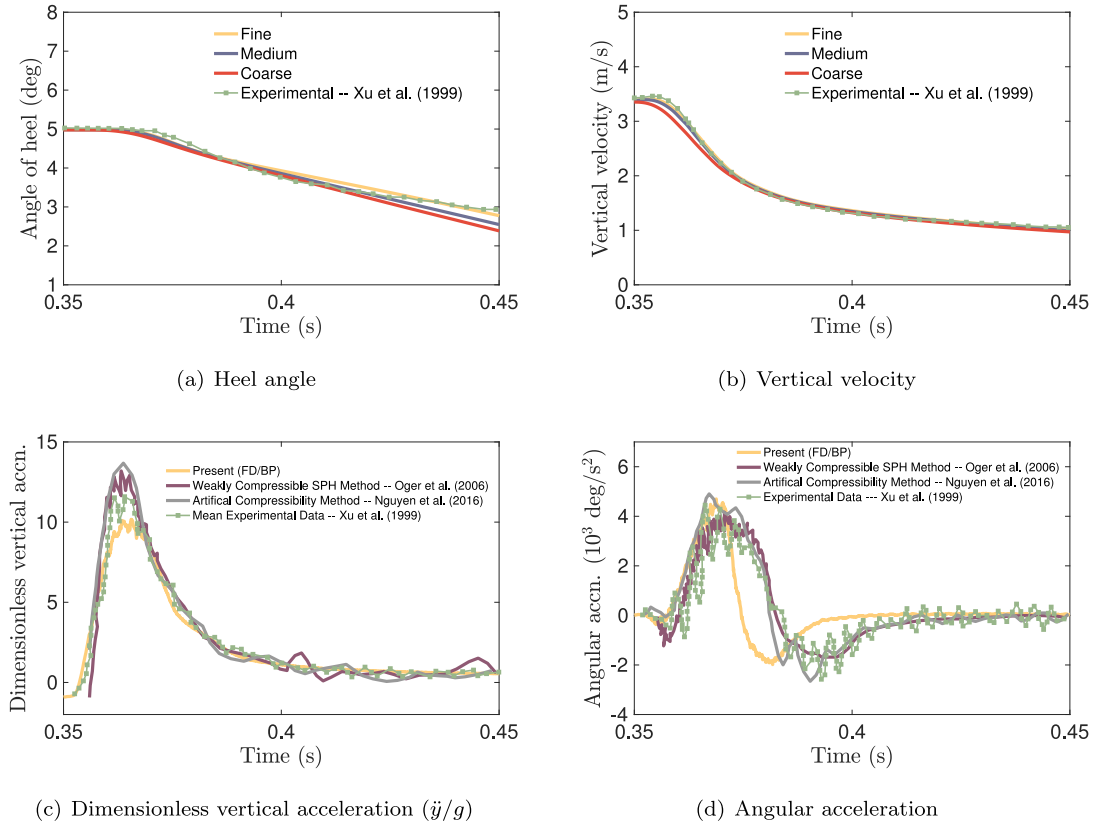 8
7
6
5
4
3
2
1
0.35
0.4
0.45
Angle of heel (deg)
Time (s)
Fine
Medium
Coarse
Experimental -- Xu et al. (1999)
(a) Heel angle
5
4
3
2
1
0
0.35
0.4
0.45
Vertical velocity (m/s)
Time (s)
Fine
Medium
Coarse
Experimental -- Xu et al. (1999)
(b) Vertical velocity
15
10
5
0
0.35
0.4
0.45
Dimensionless vertical accn.
Time (s)
Present (FD/BP)
Weakly Compressible SPH Method -- Oger et al. (2006)
Artifical Compressibility Method -- Nguyen et al. (2016)
Mean Experimental Data -- Xu et al. (1999)
(c) Dimensionless vertical acceleration (ÿ/g)
6
4
2
0
-2
-4
0.35
0.4
0.45
Angular accn. (10³ deg/s²)
Time (s)
Present (FD/BP)
Weakly Compressible SPH Method -- Oger et al. (2006)
Artifical Compressibility Method -- Nguyen et al. (2016)
Experimental Data --- Xu et al. (1999)
(d) Angular acceleration